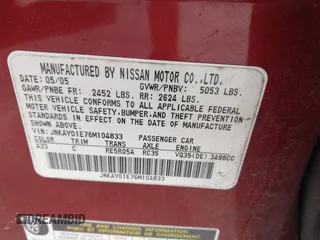 MANUFACTURED BY NISSAN MOTOR CO.,LTD.
DATE: 05/05 GVWR/PNBV: 5053 LBS.
GAWR/PNBE FR: 2452 LBS. RR: 2624 LBS.
THIS VEHICLE CONFORMS TO ALL APPLICABLE FEDERAL
MOTOR VEHICLE SAFETY, BUMPER, AND THEFT PREVENTION
STANDARDS IN EFFECT ON THE DATE OF MANUFACTURE
SHOWN ABOVE.
VIN: JNKAY01E76M104833 PASSENGER CAR
COLOR TRIM TRANS AXLE ENGINE
A33 C RE5R05A RC35 VQ35(DE) 3498CC
JNKAY01E76M104833
©STREAMBID